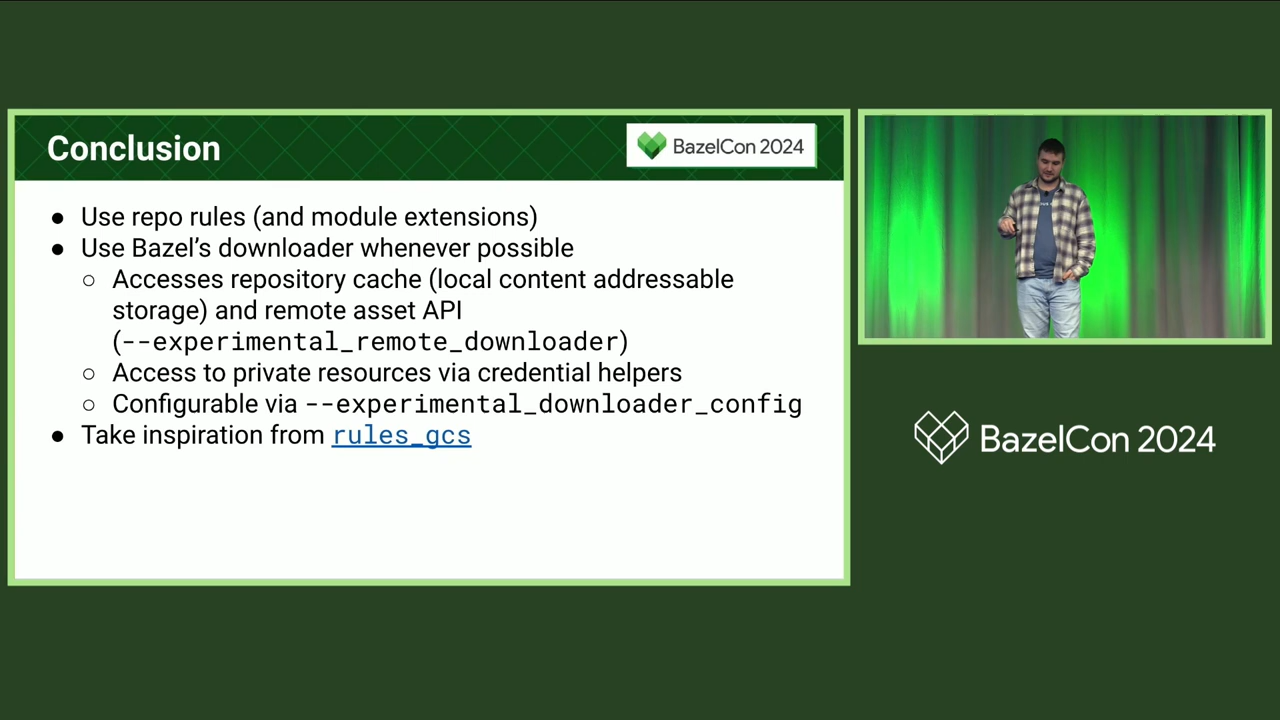 Conclusion
BazelCon 2024
● Use repo rules (and module extensions)
● Use Bazel’s downloader whenever possible
○ Accesses repository cache (local content addressable
storage) and remote asset API
(--experimental_remote_downloader)
○ Access to private resources via credential helpers
○ Configurable via --experimental_downloader_config
● Take inspiration from rules_gcs
BazelCon 2024